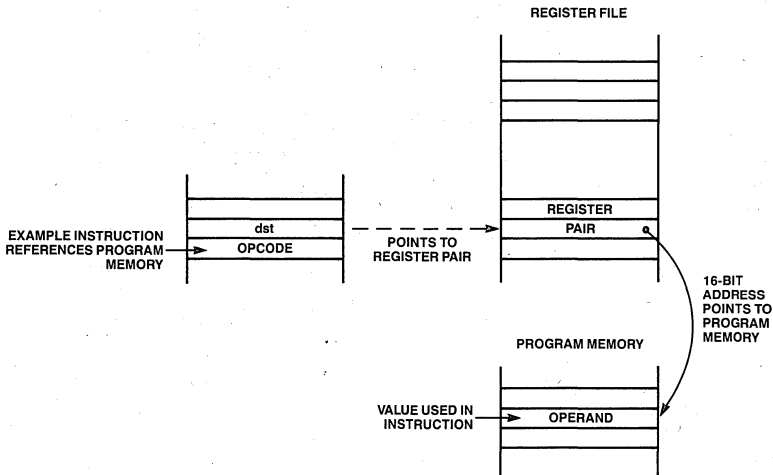 REGISTER FILE
REGISTER
dst
PAIR
EXAMPLE INSTRUCTION
REFERENCES PROGRAM
MEMORY
OPCODE
POINTS TO
REGISTER PAIR
16-BIT
ADDRESS
POINTS TO
PROGRAM
MEMORY
PROGRAM MEMORY
VALUE USED IN
INSTRUCTION
OPERAND